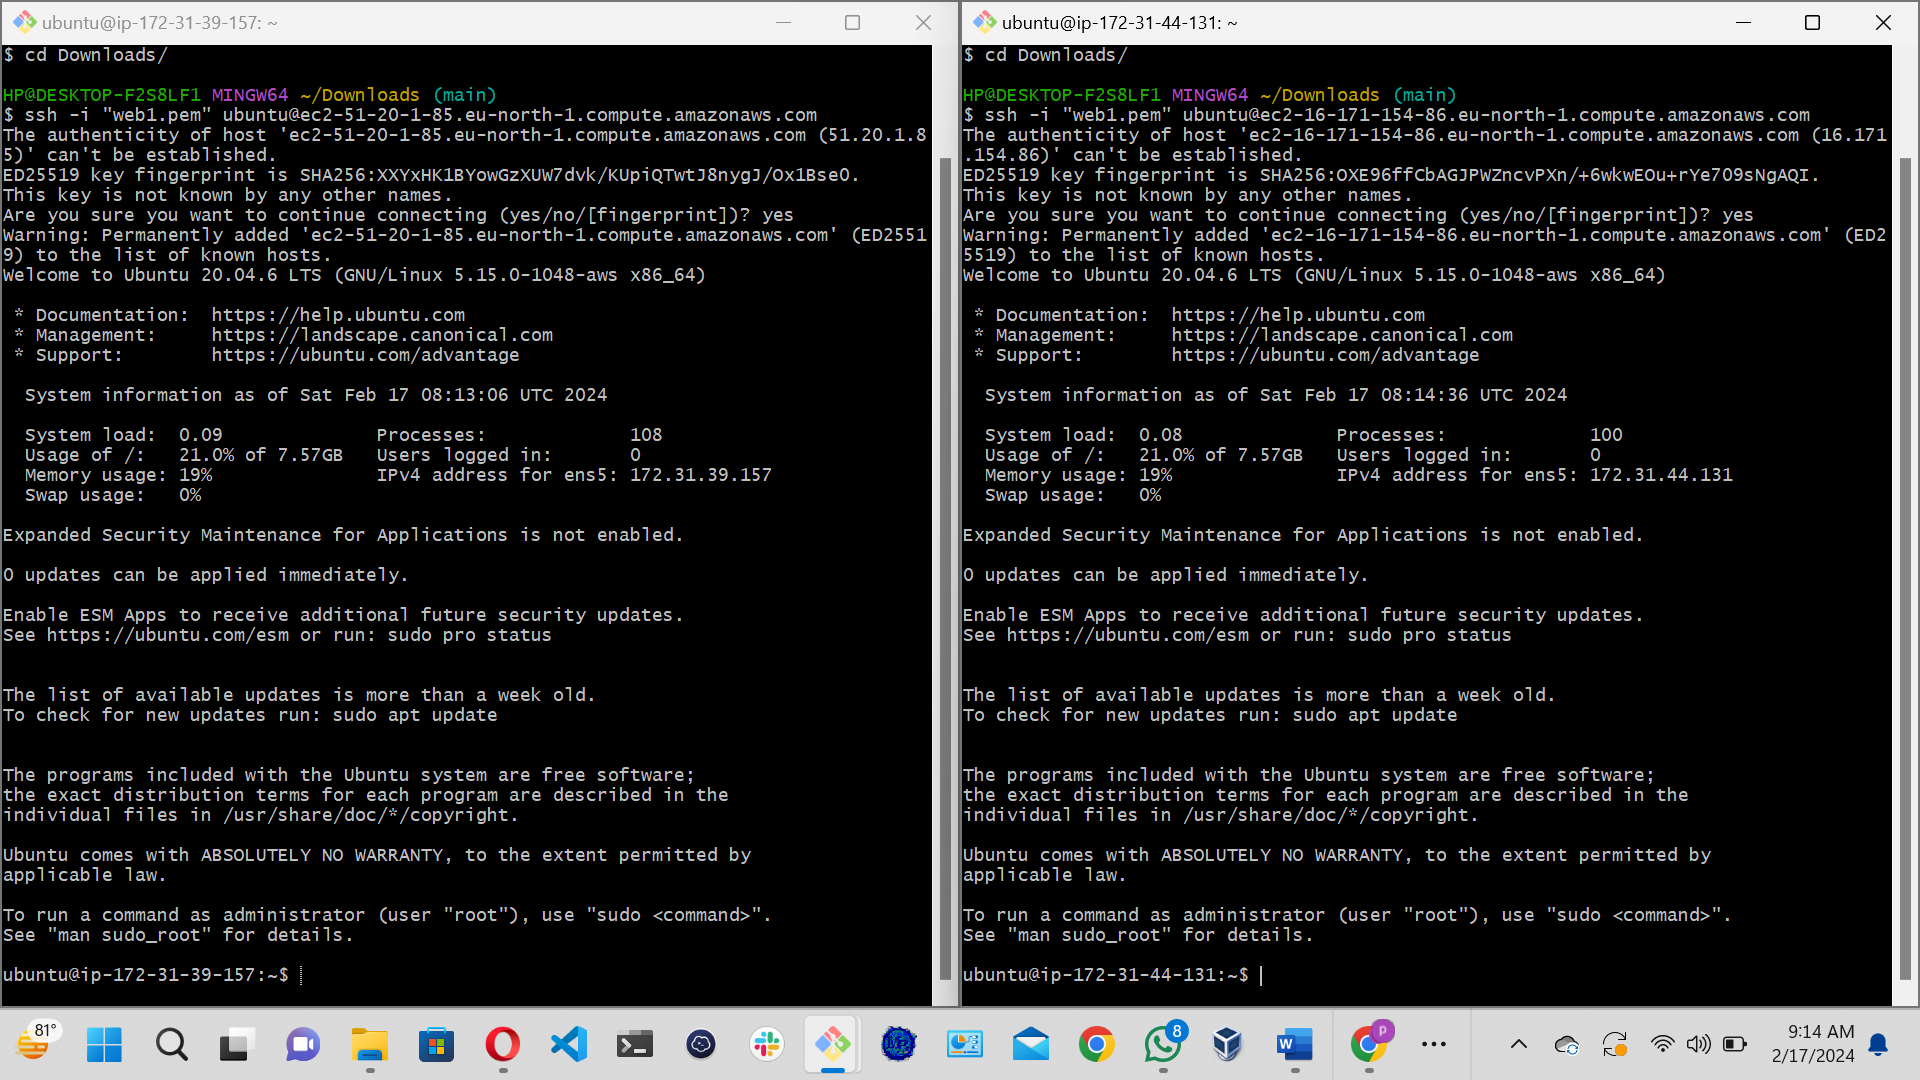 ubuntu@ip-172-31-39-157: ~
$ cd Downloads/
HP@DESKTOP-F2S8LF1 MINGW64 ~/Downloads (main)
$ ssh -i "web1.pem" ubuntu@ec2-51-20-1-85.eu-north-1.compute.amazonaws.com
The authenticity of host 'ec2-51-20-1-85.eu-north-1.compute.amazonaws.com (51.20.1.8
5)' can't be established.
ED25519 key fingerprint is SHA256:XXYxHK1BYowGzXUW7dvk/KUpiQTwtJ8nygJ/Ox1Bse0.
This key is not known by any other names.
Are you sure you want to continue connecting (yes/no/[fingerprint])? yes
Warning: Permanently added 'ec2-51-20-1-85.eu-north-1.compute.amazonaws.com' (ED2551
9) to the list of known hosts.
Welcome to Ubuntu 20.04.6 LTS (GNU/Linux 5.15.0-1048-aws x86_64)
* Documentation:  https://help.ubuntu.com
* Management:     https://landscape.canonical.com
* Support:        https://ubuntu.com/advantage
System information as of Sat Feb 17 08:13:06 UTC 2024
System load:  0.09              Processes:             108
Usage of /:   21.0% of 7.57GB   Users logged in:       0
Memory usage: 19%               IPv4 address for ens5: 172.31.39.157
Swap usage:   0%
Expanded Security Maintenance for Applications is not enabled.
0 updates can be applied immediately.
Enable ESM Apps to receive additional future security updates.
See https://ubuntu.com/esm or run: sudo pro status
The list of available updates is more than a week old.
To check for new updates run: sudo apt update
The programs included with the Ubuntu system are free software;
the exact distribution terms for each program are described in the
individual files in /usr/share/doc/*/copyright.
Ubuntu comes with ABSOLUTELY NO WARRANTY, to the extent permitted by
applicable law.
To run a command as administrator (user "root"), use "sudo <command>".
See "man sudo_root" for details.
ubuntu@ip-172-31-39-157:~$
ubuntu@ip-172-31-44-131: ~
$ cd Downloads/
HP@DESKTOP-F2S8LF1 MINGW64 ~/Downloads (main)
$ ssh -i "web1.pem" ubuntu@ec2-16-171-154-86.eu-north-1.compute.amazonaws.com
The authenticity of host 'ec2-16-171-154-86.eu-north-1.compute.amazonaws.com (16.171
.154.86)' can't be established.
ED25519 key fingerprint is SHA256:OXE96ffCbAGJPWZncvPXn/+6wkwEOu+rYe709sNgAQI.
This key is not known by any other names.
Are you sure you want to continue connecting (yes/no/[fingerprint])? yes
Warning: Permanently added 'ec2-16-171-154-86.eu-north-1.compute.amazonaws.com' (ED2
5519) to the list of known hosts.
Welcome to Ubuntu 20.04.6 LTS (GNU/Linux 5.15.0-1048-aws x86_64)
* Documentation:  https://help.ubuntu.com
* Management:     https://landscape.canonical.com
* Support:        https://ubuntu.com/advantage
System information as of Sat Feb 17 08:14:36 UTC 2024
System load:  0.08              Processes:             100
Usage of /:   21.0% of 7.57GB   Users logged in:       0
Memory usage: 19%               IPv4 address for ens5: 172.31.44.131
Swap usage:   0%
Expanded Security Maintenance for Applications is not enabled.
0 updates can be applied immediately.
Enable ESM Apps to receive additional future security updates.
See https://ubuntu.com/esm or run: sudo pro status
The list of available updates is more than a week old.
To check for new updates run: sudo apt update
The programs included with the Ubuntu system are free software;
the exact distribution terms for each program are described in the
individual files in /usr/share/doc/*/copyright.
Ubuntu comes with ABSOLUTELY NO WARRANTY, to the extent permitted by
applicable law.
To run a command as administrator (user "root"), use "sudo <command>".
See "man sudo_root" for details.
ubuntu@ip-172-31-44-131:~$
81°
8
W
p
9:14 AM
2/17/2024